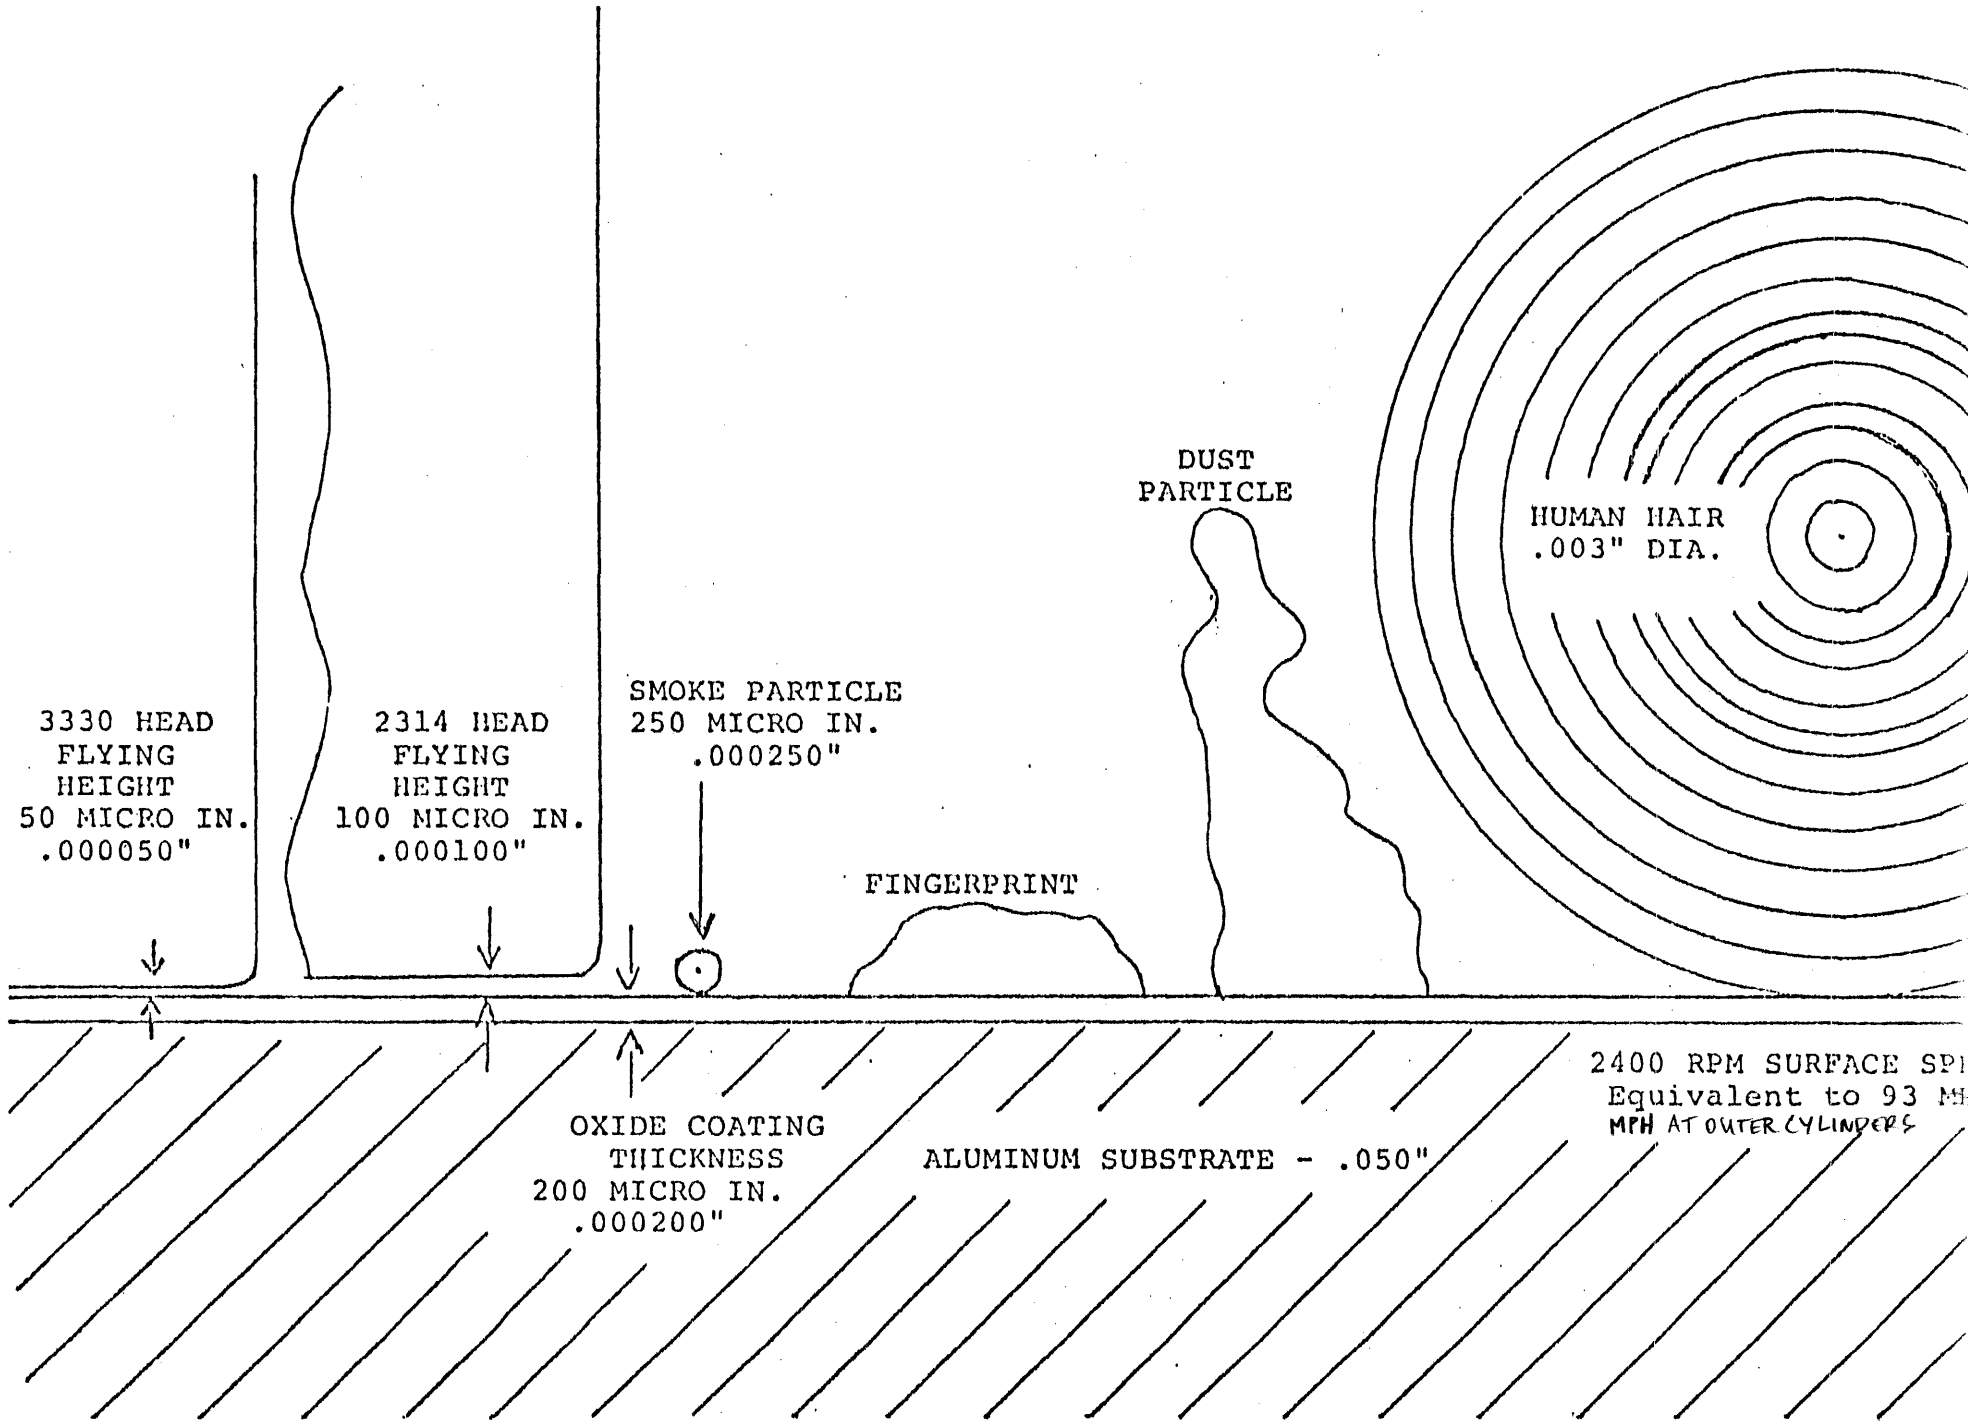 3330 HEAD
FLYING
HEIGHT
50 MICRO IN.
.000050"
2314 HEAD
FLYING
HEIGHT
100 MICRO IN.
.000100"
SMOKE PARTICLE
250 MICRO IN.
.000250"
FINGERPRINT
DUST
PARTICLE
HUMAN HAIR
.003" DIA.
OXIDE COATING
THICKNESS
200 MICRO IN.
.000200"
ALUMINUM SUBSTRATE - .050"
2400 RPM SURFACE
Equivalent to 93
MPH AT OUTER CYLINDERS